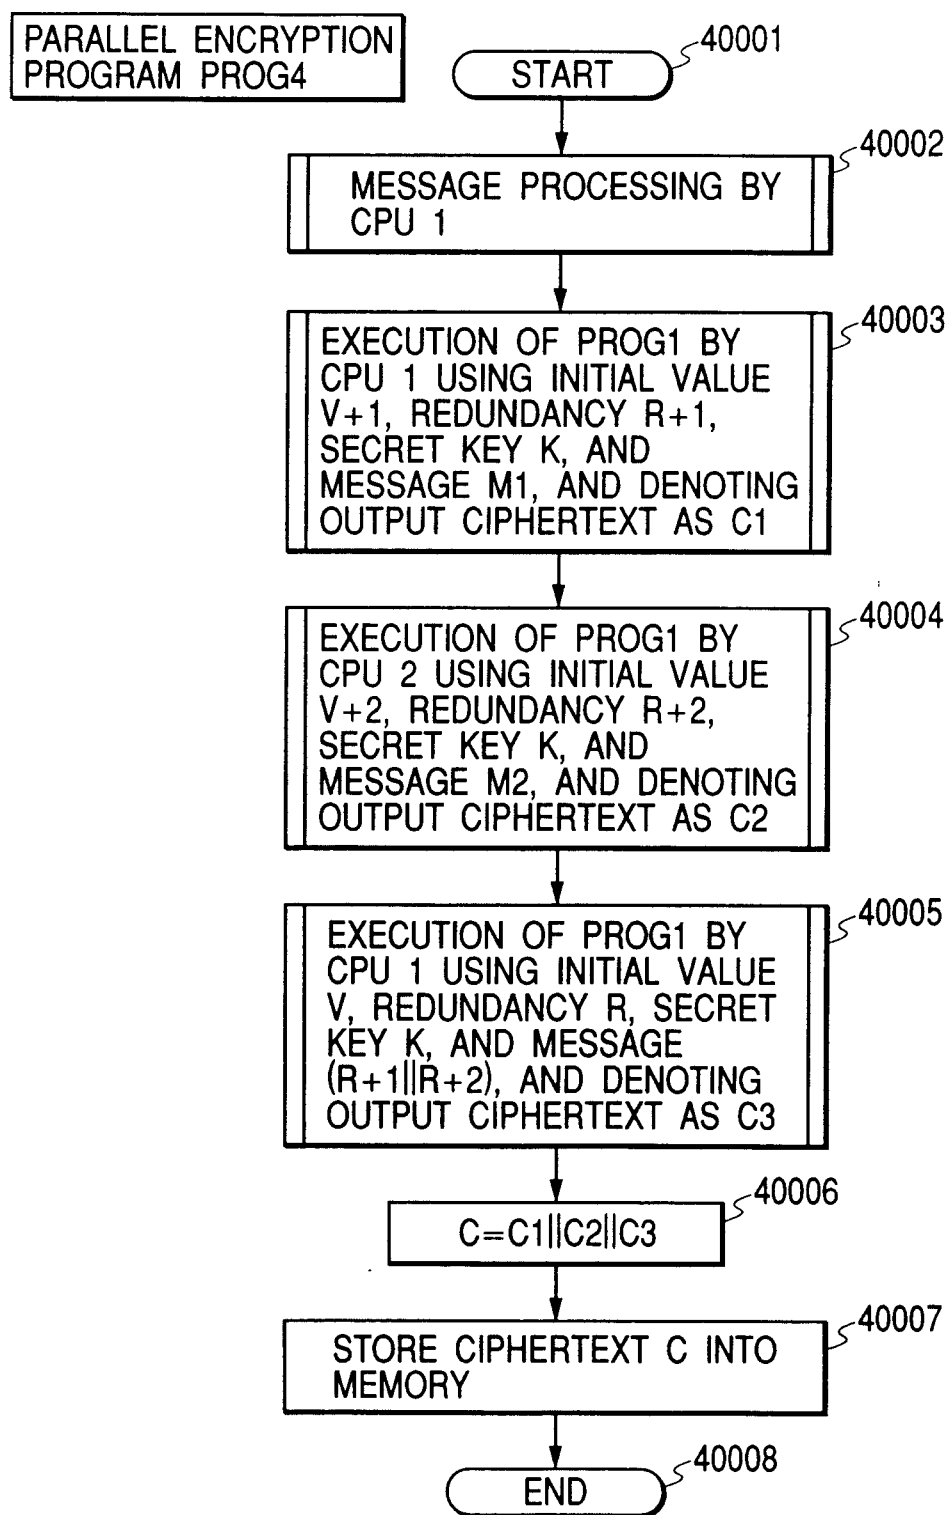 PARALLEL ENCRYPTION
PROGRAM PROG4
START
40001
40002
MESSAGE PROCESSING BY
CPU 1
40003
EXECUTION OF PROG1 BY
CPU 1 USING INITIAL VALUE
V+1, REDUNDANCY R+1,
SECRET KEY K, AND
MESSAGE M1, AND DENOTING
OUTPUT CIPHERTEXT AS C1
40004
EXECUTION OF PROG1 BY
CPU 2 USING INITIAL VALUE
V+2, REDUNDANCY R+2,
SECRET KEY K, AND
MESSAGE M2, AND DENOTING
OUTPUT CIPHERTEXT AS C2
40005
EXECUTION OF PROG1 BY
CPU 1 USING INITIAL VALUE
V, REDUNDANCY R, SECRET
KEY K, AND MESSAGE
(R+1||R+2), AND DENOTING
OUTPUT CIPHERTEXT AS C3
40006
C=C1||C2||C3
40007
STORE CIPHERTEXT C INTO
MEMORY
40008
END